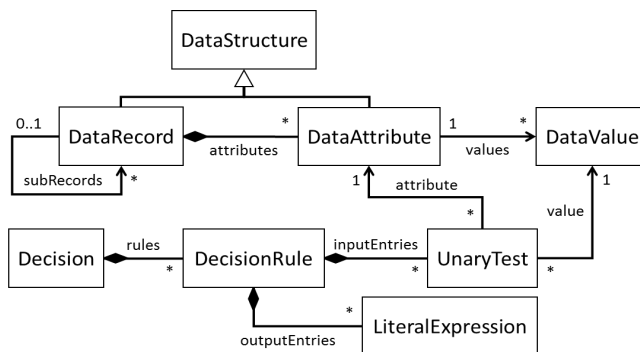 DataStructure
0..1
DataRecord
*
attributes
DataAttribute
1
*
values
DataValue
subRecords
*
1
attribute
*
1
value
Decision
rules
*
DecisionRule
inputEntries
*
UnaryTest
*
*
outputEntries
LiteralExpression